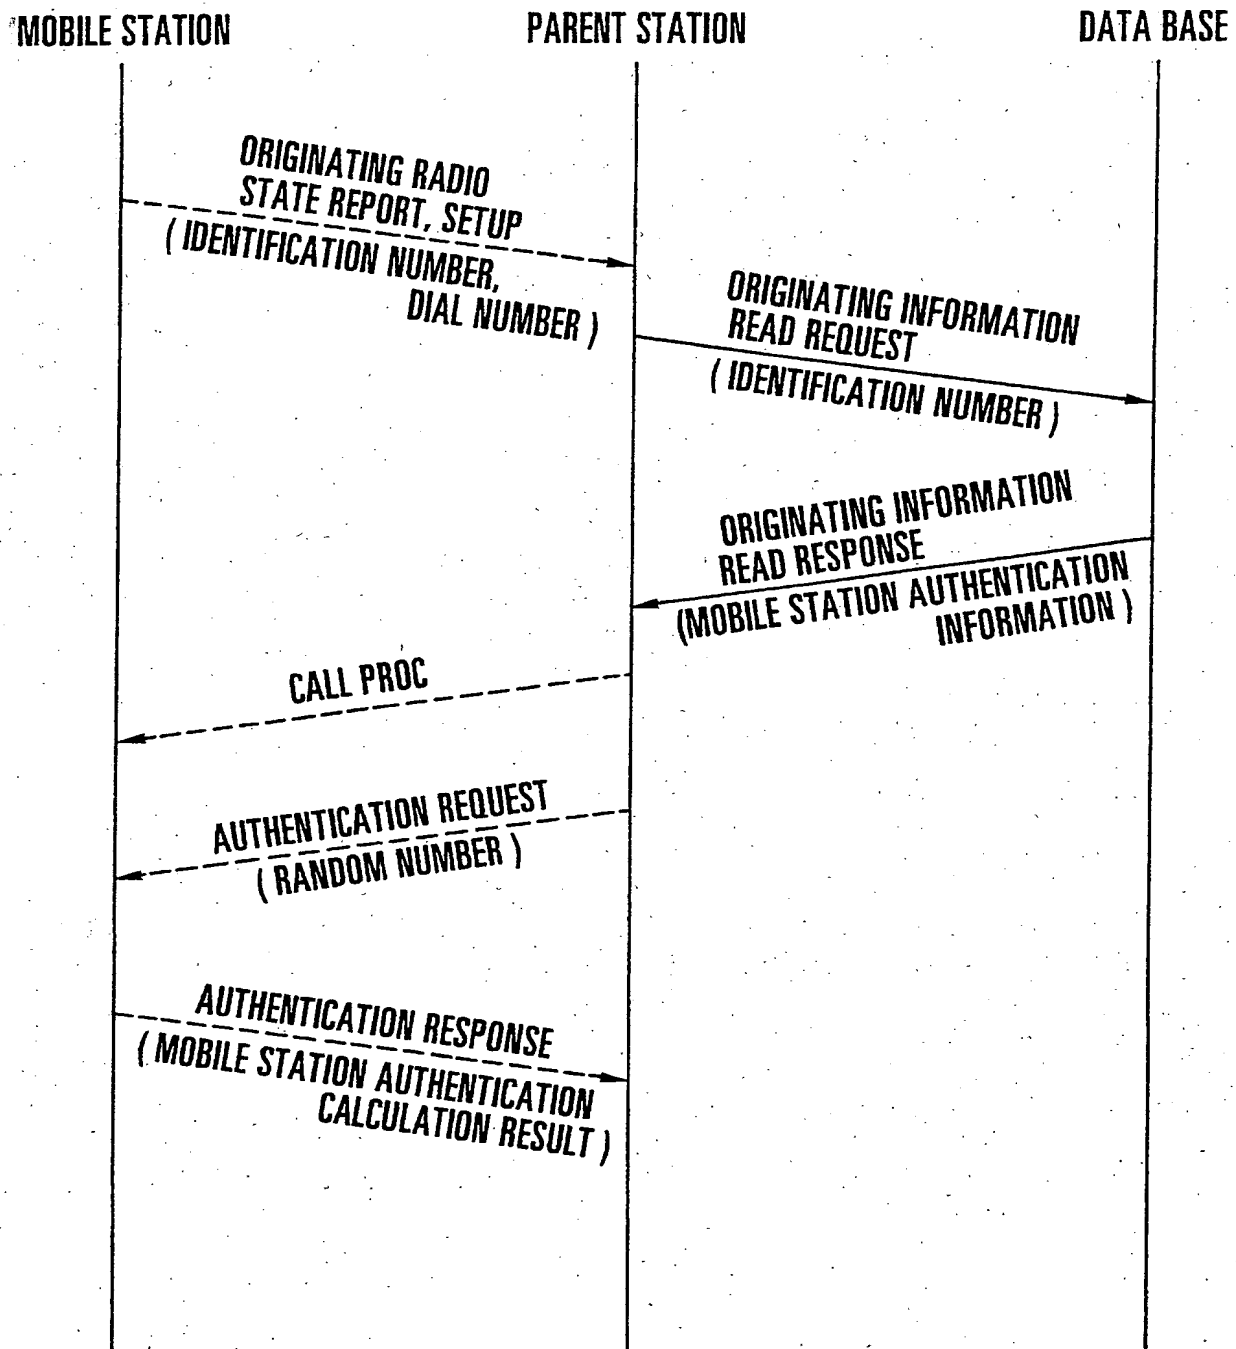 MOBILE STATION
PARENT STATION
DATA BASE
ORIGINATING RADIO
STATE REPORT, SETUP
( IDENTIFICATION NUMBER,
DIAL NUMBER )
ORIGINATING INFORMATION
READ REQUEST
( IDENTIFICATION NUMBER )
ORIGINATING INFORMATION
READ RESPONSE
(MOBILE STATION AUTHENTICATION
INFORMATION )
CALL PROC
AUTHENTICATION REQUEST
( RANDOM NUMBER )
AUTHENTICATION RESPONSE
( MOBILE STATION AUTHENTICATION
CALCULATION RESULT )